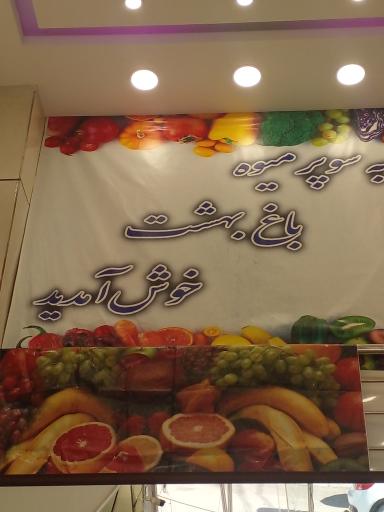 به سوپر میوه
باغ بهشت
خوش آمدید